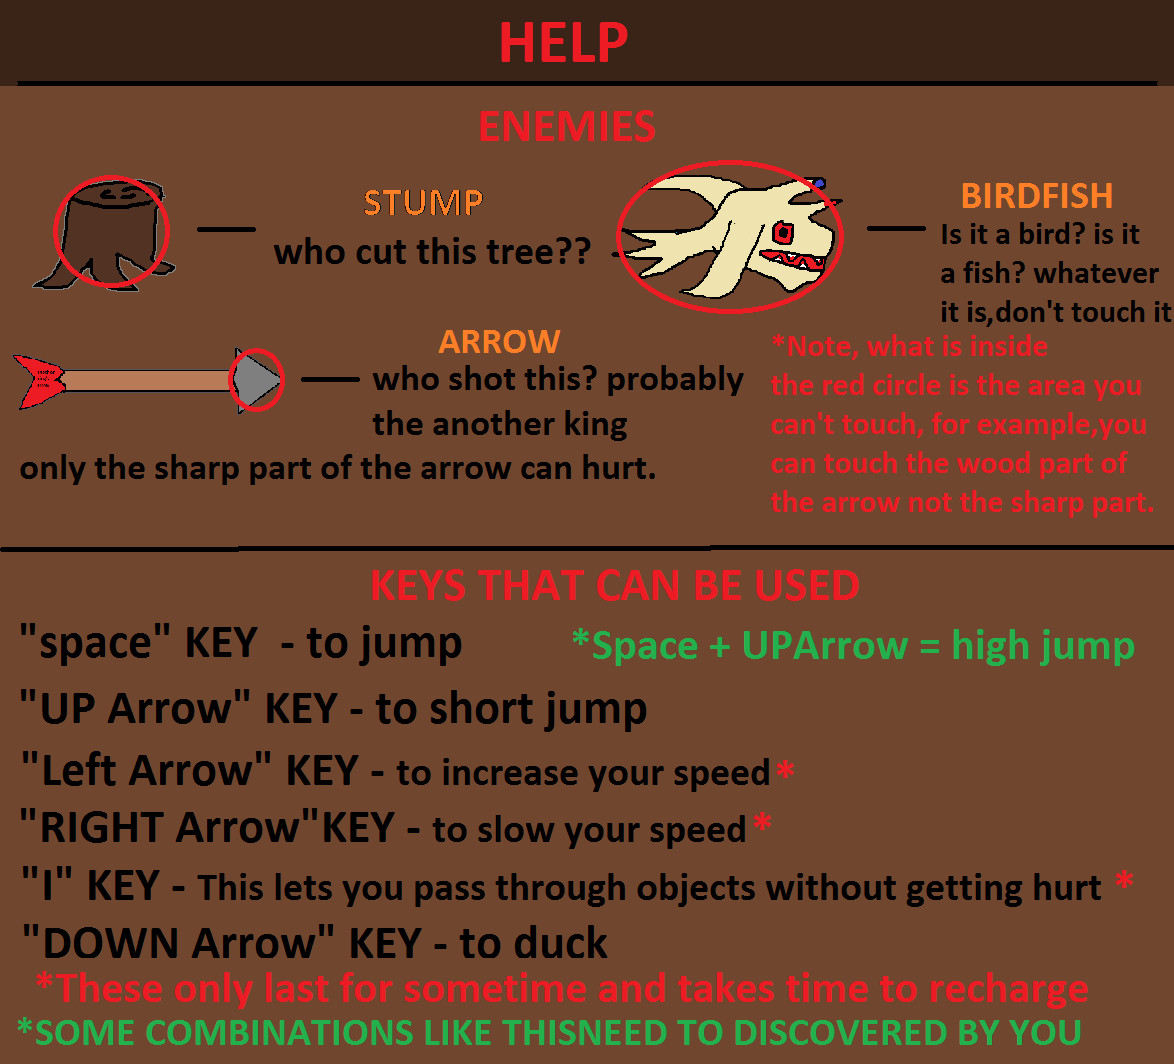 HELP
ENEMIES
STUMP
who cut this tree??
BIRDFISH
Is it a bird? is it
a fish? whatever
it is,don't touch it
ARROW
who shot this? probably
the another king
only the sharp part of the arrow can hurt.
*Note, what is inside
the red circle is the area you
can't touch, for example,you
can touch the wood part of
the arrow not the sharp part.
KEYS THAT CAN BE USED
"space" KEY - to jump
*Space + UPArrow = high jump
"UP Arrow" KEY - to short jump
"Left Arrow" KEY - to increase your speed*
"RIGHT Arrow"KEY - to slow your speed*
"I" KEY - This lets you pass through objects without getting hurt *
"DOWN Arrow" KEY - to duck
*These only last for sometime and takes time to recharge
*SOME COMBINATIONS LIKE THISNEED TO DISCOVERED BY YOU